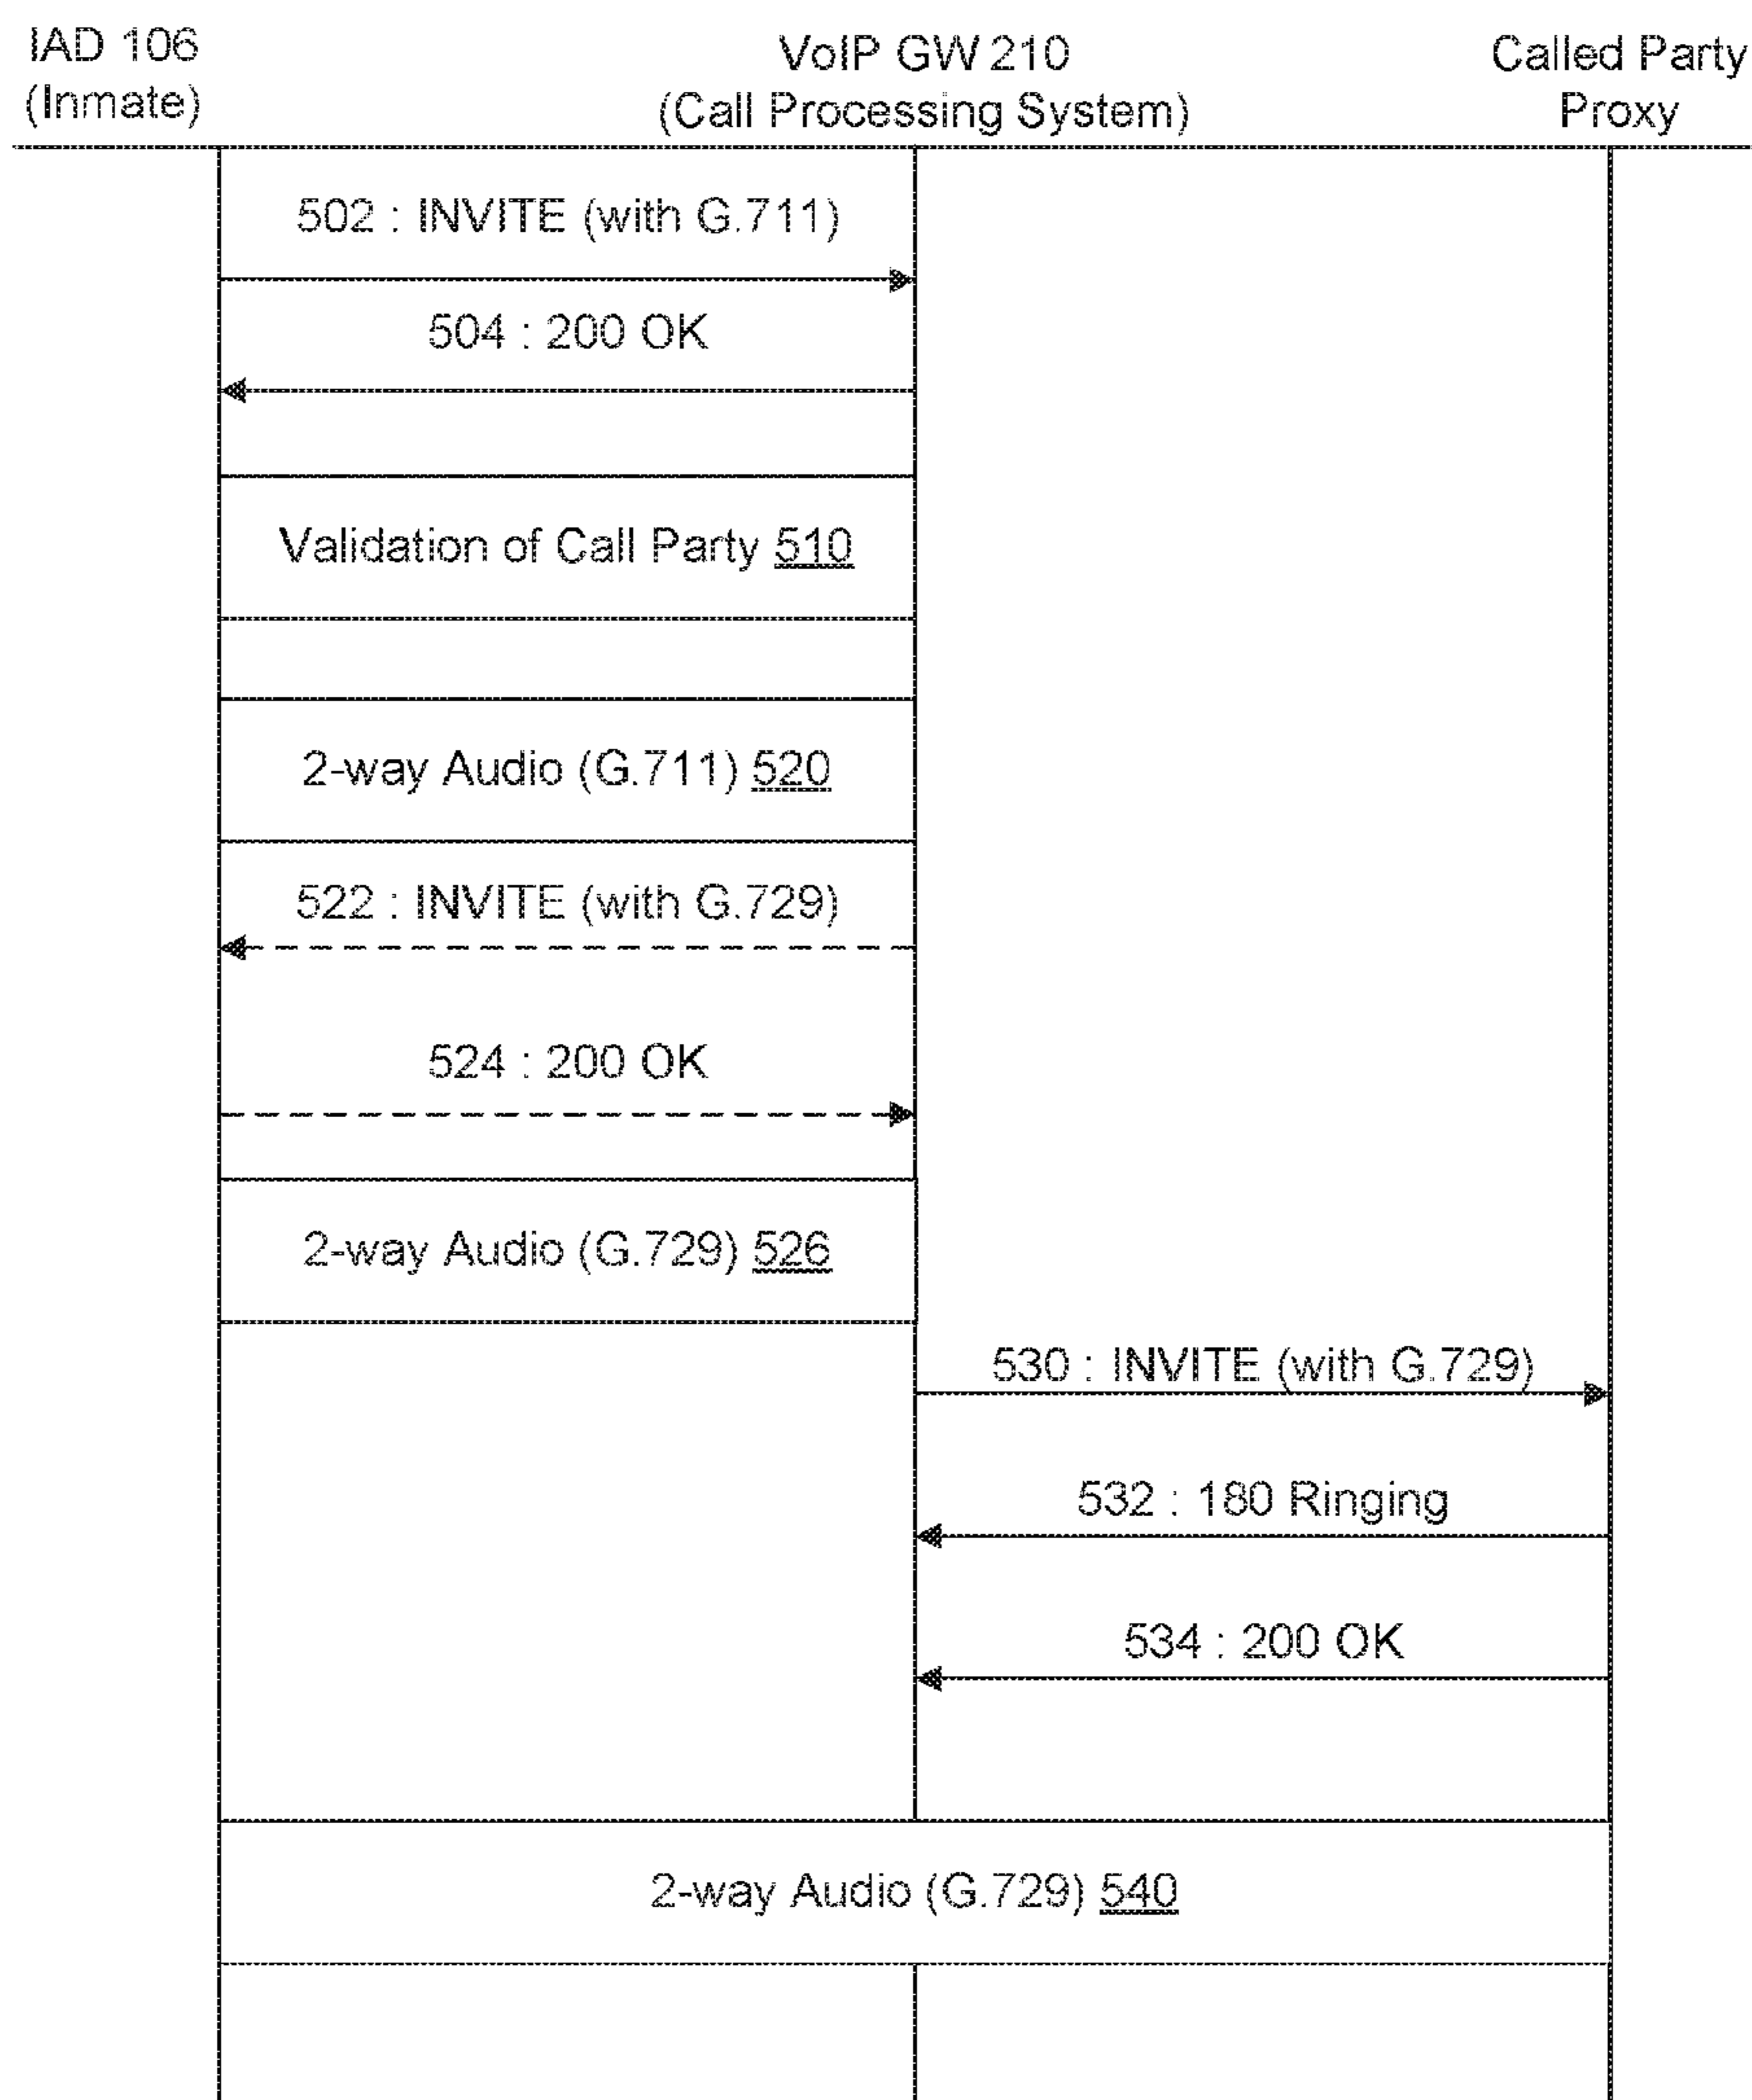 IAD 106
(Inmate)
VoIP GW 210
(Call Processing System)
Called Party
Proxy
502 : INVITE (with G.711)
504 : 200 OK
Validation of Call Party 510
2-way Audio (G.711) 520
522 : INVITE (with G.729)
524 : 200 OK
2-way Audio (G.729) 526
530 : INVITE (with G.729)
532 : 180 Ringing
534 : 200 OK
2-way Audio (G.729) 540